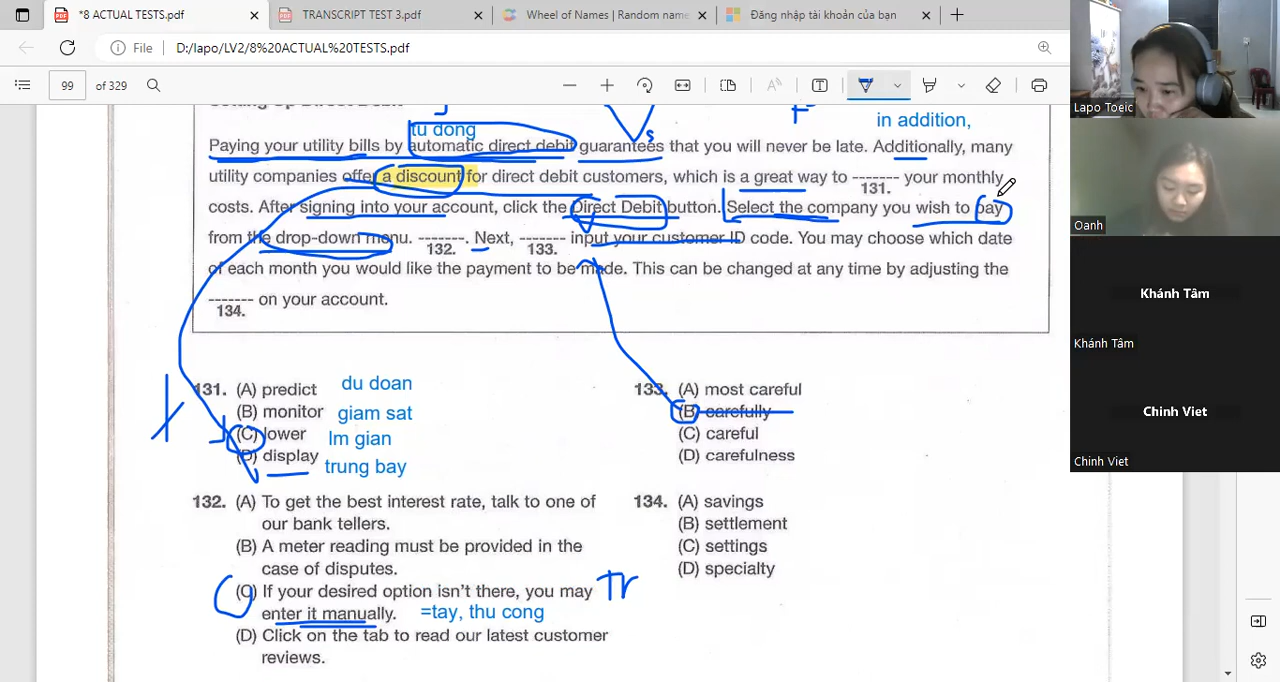 *8 ACTUAL TESTS.pdf
TRANSCRIPT TEST 3.pdf
Wheel of Names | Random name
Đăng nhập tài khoản của bạn
File
D:/lapo/LV2/8%20ACTUAL%20TESTS.pdf
99 of 329
Setting Up Direct Debit
tu dong
s
in addition,
Paying your utility bills by automatic direct debit guarantees that you will never be late. Additionally, many
utility companies offer a discount for direct debit customers, which is a great way to ------- your monthly
131.
costs. After signing into your account, click the Direct Debit button. Select the company you wish to pay
from the drop-down menu. -------. Next, ------- input your customer ID code. You may choose which date
132. 133.
of each month you would like the payment to be made. This can be changed at any time by adjusting the
------- on your account.
134.
131. (A) predict du doan
(B) monitor giam sat
(C) lower lm gian
(D) display trung bay
132. (A) To get the best interest rate, talk to one of
our bank tellers.
(B) A meter reading must be provided in the
case of disputes.
(C) If your desired option isn't there, you may
enter it manually. =tay, thu cong
(D) Click on the tab to read our latest customer
reviews.
133. (A) most careful
(B) carefully
(C) careful
(D) carefulness
134. (A) savings
(B) settlement
(C) settings
(D) specialty
Tr
Lapo Toeic
Oanh
Khánh Tâm
Khánh Tâm
Chinh Viet
Chinh Viet